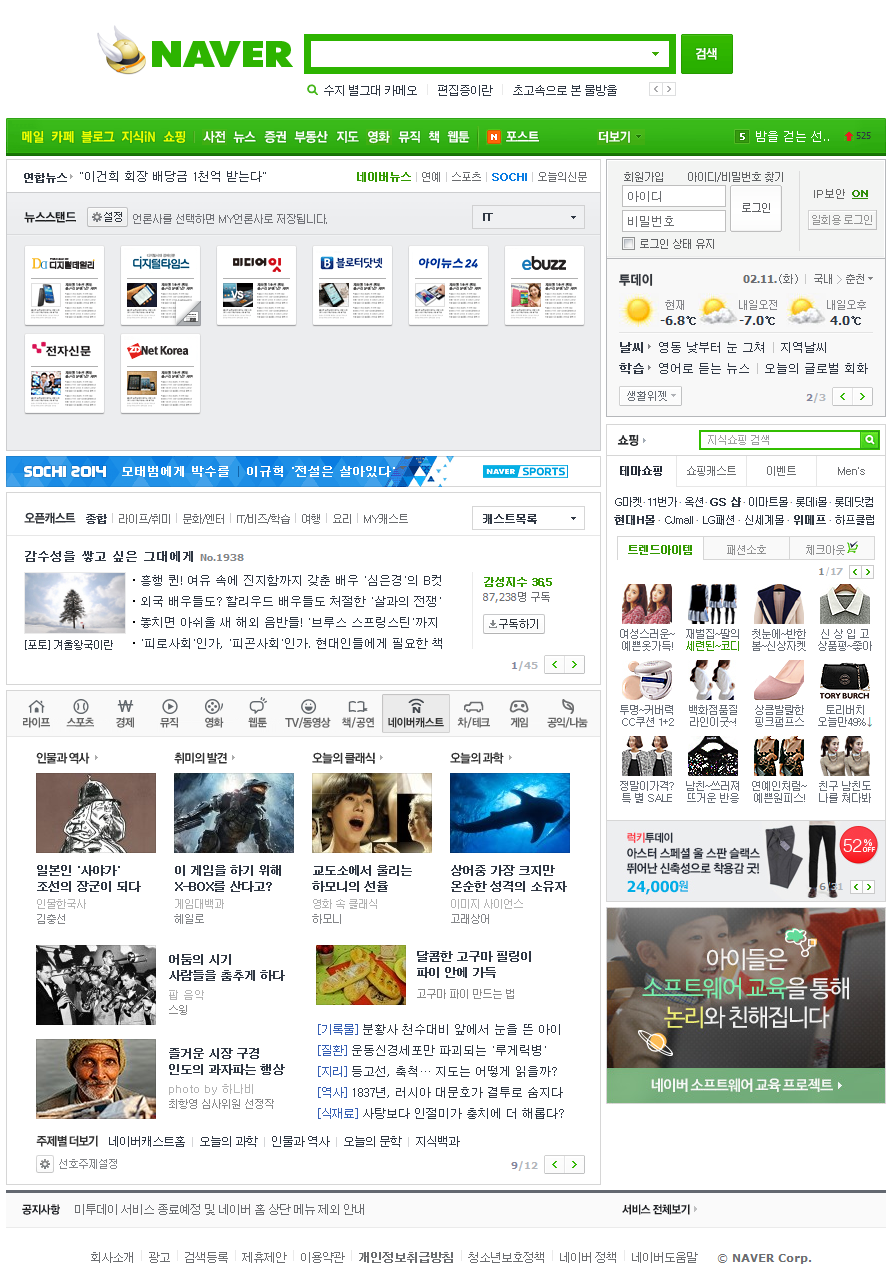 NAVER
검색
수지 별그대 카메오
편집증이란
초고속으로 본 물방울
메일 카페 블로그 지식iN 쇼핑 사전 뉴스 증권 부동산 지도 영화 뮤직 책 웹툰 N 포스트 더보기 5 밤을 걷는 선.. 525
연합뉴스 "이건희 회장 배당금 1천억 받는다"
네이버뉴스 연예 스포츠 SOCHI 오늘의신문
뉴스스탠드 설정 언론사를 선택하면 MY언론사로 저장됩니다.
IT
디지털데일리 디지털타임스 미디어잇 블로터닷넷 아이뉴스24 ebuzz
VS
전자신문 ZDNet Korea
SOCHI 2014 모태범에게 박수를 이규혁 '전설은 살아있다'
NAVER SPORTS
오픈캐스트 종합 라이프/취미 문화/엔터 IT/비즈/학습 여행 요리 MY캐스트 캐스트목록
감수성을 쌓고 싶은 그대에게 No.1938
· 흥행 퀸! 여유 속에 진지함까지 갖춘 배우 '심은경'의 B컷
· 외국 배우들도? 할리우드 배우들도 처절한 '살과의 전쟁'
· 놓치면 아쉬울 새 해외 음반들! '브루스 스프링스틴'까지
· '피로사회'인가, '피곤사회'인가. 현대인들에게 필요한 책
[포토] 겨울왕국이란
감성지수 36.5
87,238명 구독
구독하기
1/45
라이프 스포츠 경제 뮤직 영화 웹툰 TV/동영상 책/공연 네이버캐스트 차/테크 게임 공익/나눔
인물과 역사
일본인 '사야가'
조선의 장군이 되다
인물한국사
김충선
취미의 발견
이 게임을 하기 위해
X-BOX를 산다고?
게임대백과
헤일로
오늘의 클래식
교도소에서 울리는
하모니의 선율
영화 속 클래식
하모니
오늘의 과학
상어중 가장 크지만
온순한 성격의 소유자
이미지 사이언스
고래상어
어둠의 시기
사람들을 춤추게 하다
팝 음악
스윙
달콤한 고구마 필링이
파이 안에 가득
고구마 파이 만드는 법
즐거운 시장 구경
인도의 과자파는 행상
photo by 하나비
최항영 심사위원 선정작
[기록물] 분황사 천수대비 앞에서 눈을 뜬 아이
[질환] 운동신경세포만 파괴되는 '루게릭병'
[지리] 등고선, 축척… 지도는 어떻게 읽을까?
[역사] 1837년, 러시아 대문호가 결투로 숨지다
[식재료] 사탕보다 인절미가 충치에 더 해롭다?
주제별 더보기 네이버캐스트홈 오늘의 과학 인물과 역사 오늘의 문학 지식백과
선호주제설정
9/12
회원가입 아이디/비밀번호 찾기
아이디
비밀번호
로그인
로그인 상태 유지
IP보안 ON
일회용 로그인
투데이 02.11.(화) 국내 춘천
현재 -6.8℃
내일오전 -7.0℃
내일오후 4.0℃
날씨 영동 낮부터 눈 그쳐 지역날씨
학습 영어로 듣는 뉴스 오늘의 글로벌 회화
생활위젯
2/3
쇼핑
지식쇼핑 검색
테마쇼핑 쇼핑캐스트 이벤트 Men's
G마켓 · 11번가 · 옥션 · GS 샵 · 이마트몰 · 롯데i몰 · 롯데닷컴
현대H몰 · CJmall · LG패션 · 신세계몰 · 위메프 · 하프클럽
트렌드아이템 패션소호 체크아웃
1/17
여성스러운~
예쁜옷가득!
재벌집~딸의
세련된~코디
첫눈에~반한
봄~신상자켓
신 상 입 고
상품평~좋아
투명~커버력
CC쿠션 1+2
백화점품질
라인이굿~!
상큼발랄한
핑크펌프스
TORY BURCH
토리버치
오늘만49%↓
정말이가격?
특 별 SALE
남친~쓰러져
뜨거운 반응
연예인처럼~
예쁜원피스!
친구 남친도
나를 쳐다봐
럭키투데이
아스터 스페셜 울 스판 슬랙스
뛰어난 신축성으로 착용감 굿!
24,000원
52% OFF
아이들은
소프트웨어 교육을 통해
논리와 친해집니다
네이버 소프트웨어 교육 프로젝트
공지사항 미투데이 서비스 종료예정 및 네이버 홈 상단 메뉴 제외 안내
서비스 전체보기
회사소개 광고 검색등록 제휴제안 이용약관 개인정보취급방침 청소년보호정책 네이버 정책 네이버도움말 © NAVER Corp.